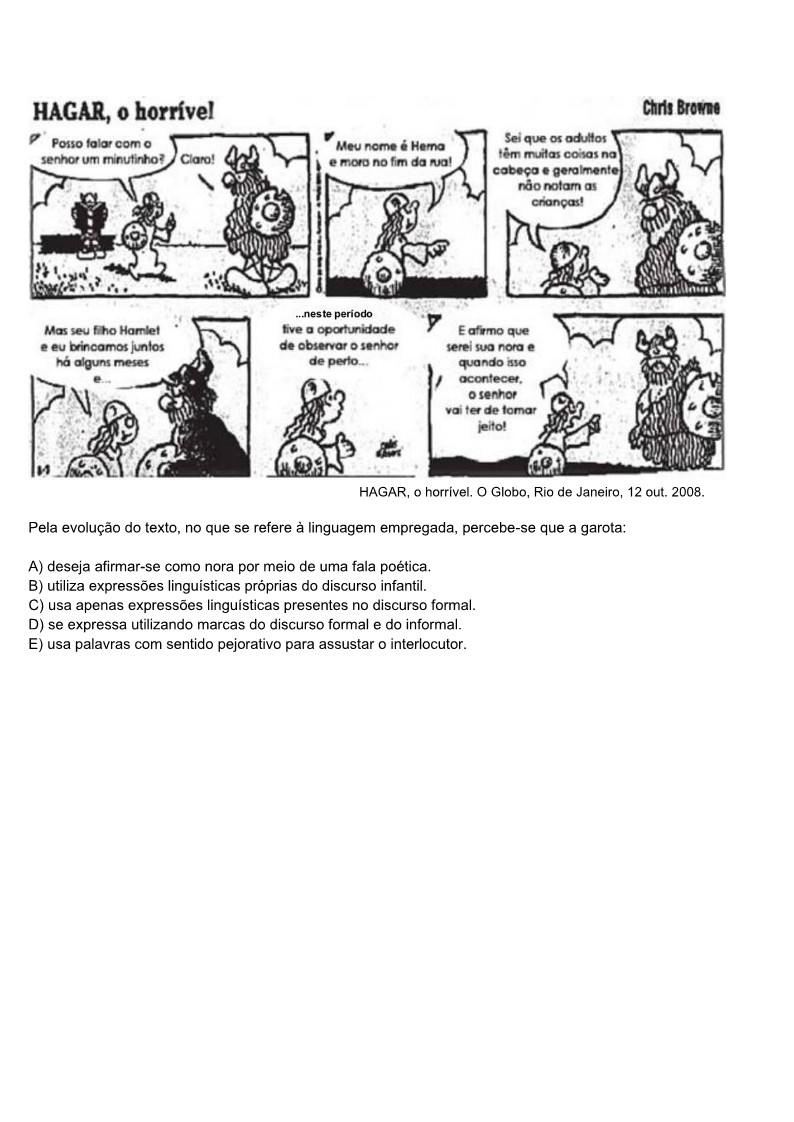 HAGAR, o horrível
Chris Browne
Posso falar com o
senhor um minutinho?
Claro!
Meu nome é Herna
e moro no fim da rua!
Sei que os adultos
têm muitas coisas na
cabeça e geralmente
não notam as
crianças!
Mas seu filho Hamlet
e eu brincamos juntos
há alguns meses
e...
...neste período
tive a oportunidade
de observar o senhor
de perto...
E afirmo que
serei sua nora e
quando isso
acontecer,
o senhor
vai ter de tomar
jeito!
HAGAR, o horrível. O Globo, Rio de Janeiro, 12 out. 2008.
Pela evolução do texto, no que se refere à linguagem empregada, percebe-se que a garota:
A) deseja afirmar-se como nora por meio de uma fala poética.
B) utiliza expressões linguísticas próprias do discurso infantil.
C) usa apenas expressões linguísticas presentes no discurso formal.
D) se expressa utilizando marcas do discurso formal e do informal.
E) usa palavras com sentido pejorativo para assustar o interlocutor.